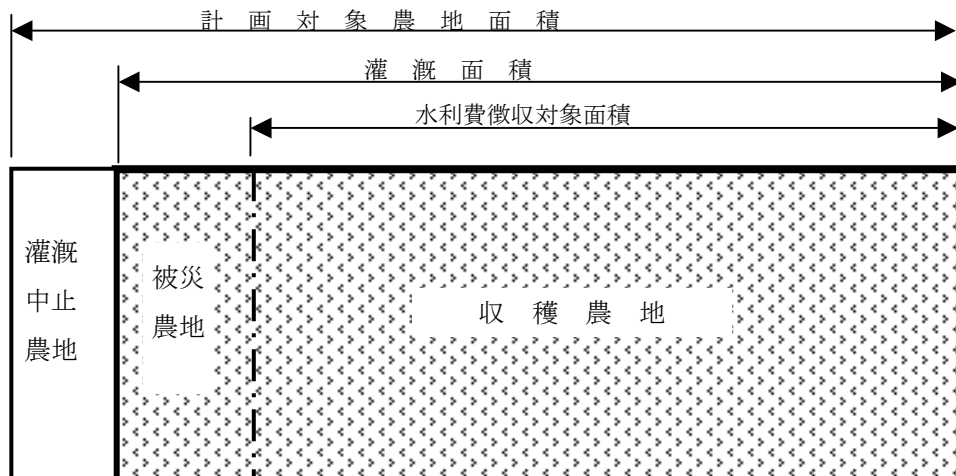 計画対象農地面積
灌漑面積
水利費徴収対象面積
灌漑
中止
農地
被災
農地
収穫農地